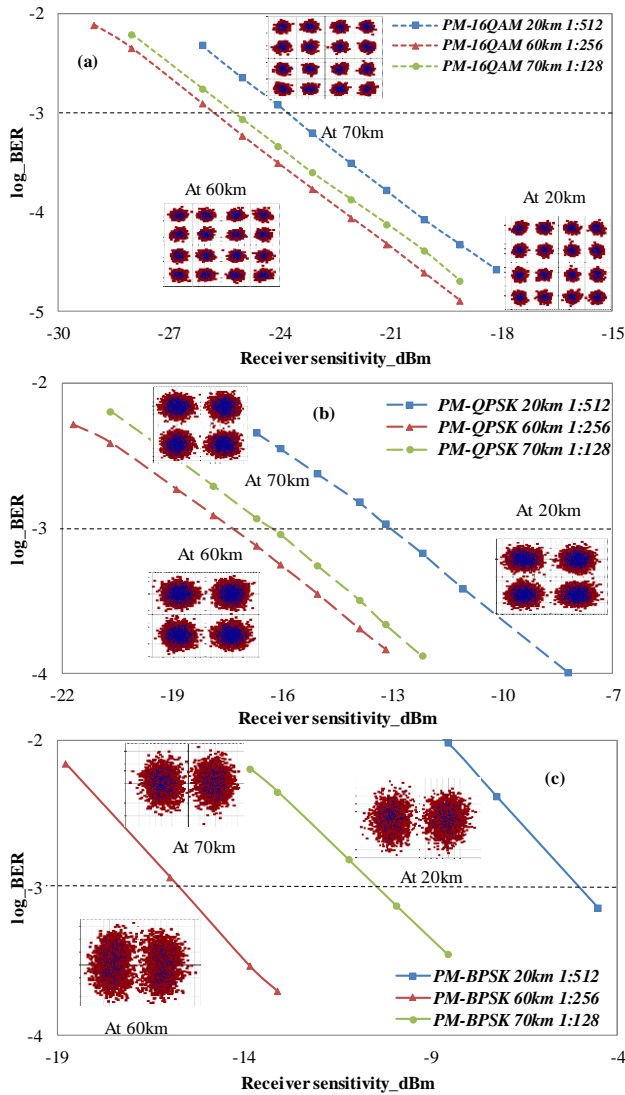 -2
(a)
PM-16QAM 20km 1:512
PM-16QAM 60km 1:256
PM-16QAM 70km 1:128
-3
At 70km
log_BER
At 60km
At 20km
-4
-5
-30 -27 -24 -21 -18 -15
Receiver sensitivity_dBm
-2
(b)
PM-QPSK 20km 1:512
PM-QPSK 60km 1:256
PM-QPSK 70km 1:128
At 70km
At 20km
log_BER
-3
At 60km
-4
-22 -19 -16 -13 -10 -7
Receiver sensitivity_dBm
-2
(c)
At 70km
At 20km
log_BER
-3
PM-BPSK 20km 1:512
PM-BPSK 60km 1:256
PM-BPSK 70km 1:128
At 60km
-4
-19 -14 -9 -4
Receiver sensitivity_dBm